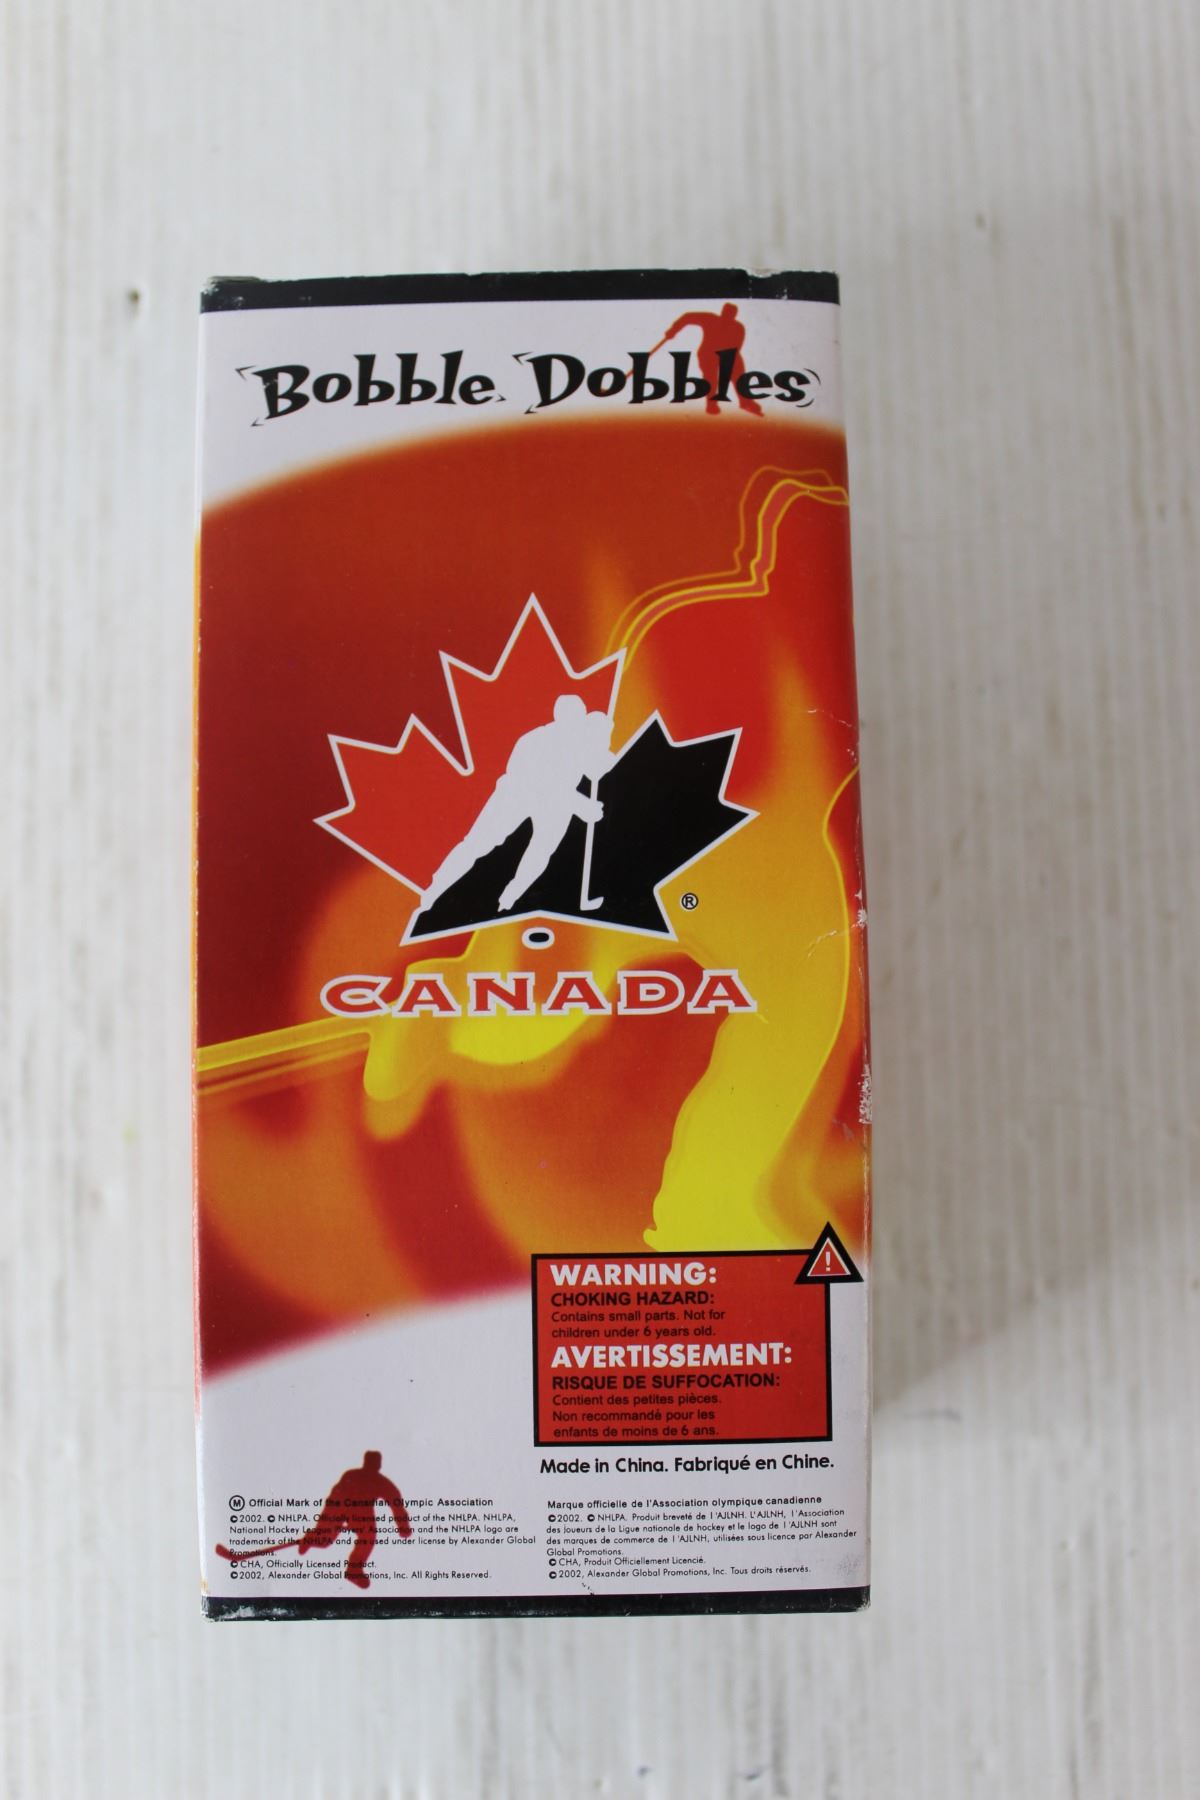 Bobble Dobbles
®
CANADA
WARNING:
CHOKING HAZARD:
Contains small parts. Not for
children under 6 years old.
AVERTISSEMENT:
RISQUE DE SUFFOCATION:
Contient des petites pièces.
Non recommandé pour les
enfants de moins de 6 ans.
Made in China. Fabriqué en Chine.
Ⓜ Official Mark of the Canadian Olympic Association
©2002. © NHLPA. Officially licensed product of the NHLPA. NHLPA,
National Hockey League Players' Association and the NHLPA logo are
trademarks of the NHLPA and are used under license by Alexander Global
Promotions.
© CHA, Officially Licensed Product.
©2002, Alexander Global Promotions, Inc. All Rights Reserved.
Marque officielle de l'Association olympique canadienne
©2002. © NHLPA. Produit breveté de l 'AJLNH. L'AJLNH, l 'Association
des joueurs de la Ligue nationale de hockey et le logo de l 'AJLNH sont
des marques de commerce de l 'AJLNH, utilisées sous licence par Alexander
Global Promotions.
© CHA, Produit Officiellement Licencié.
© 2002, Alexander Global Promotions, Inc. Tous droits réservés.